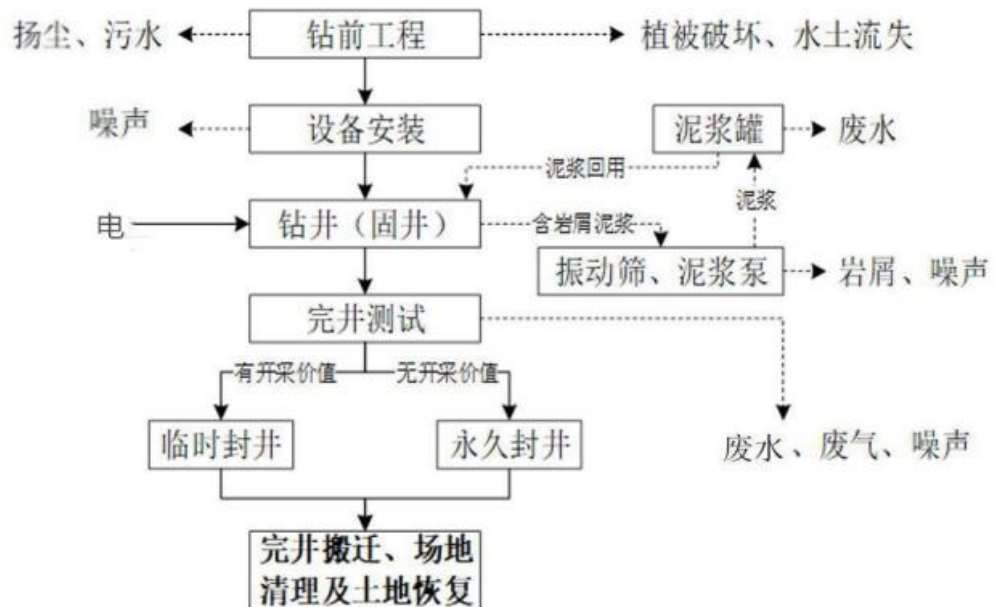 扬尘、污水
钻前工程
植被破坏、水土流失
噪声
设备安装
泥浆罐
废水
泥浆回用
泥浆
电
钻井（固井）
含岩屑泥浆
振动筛、泥浆泵
岩屑、噪声
完井测试
有开采价值
无开采价值
临时封井
永久封井
废水、废气、噪声
完井搬迁、场地
清理及土地恢复